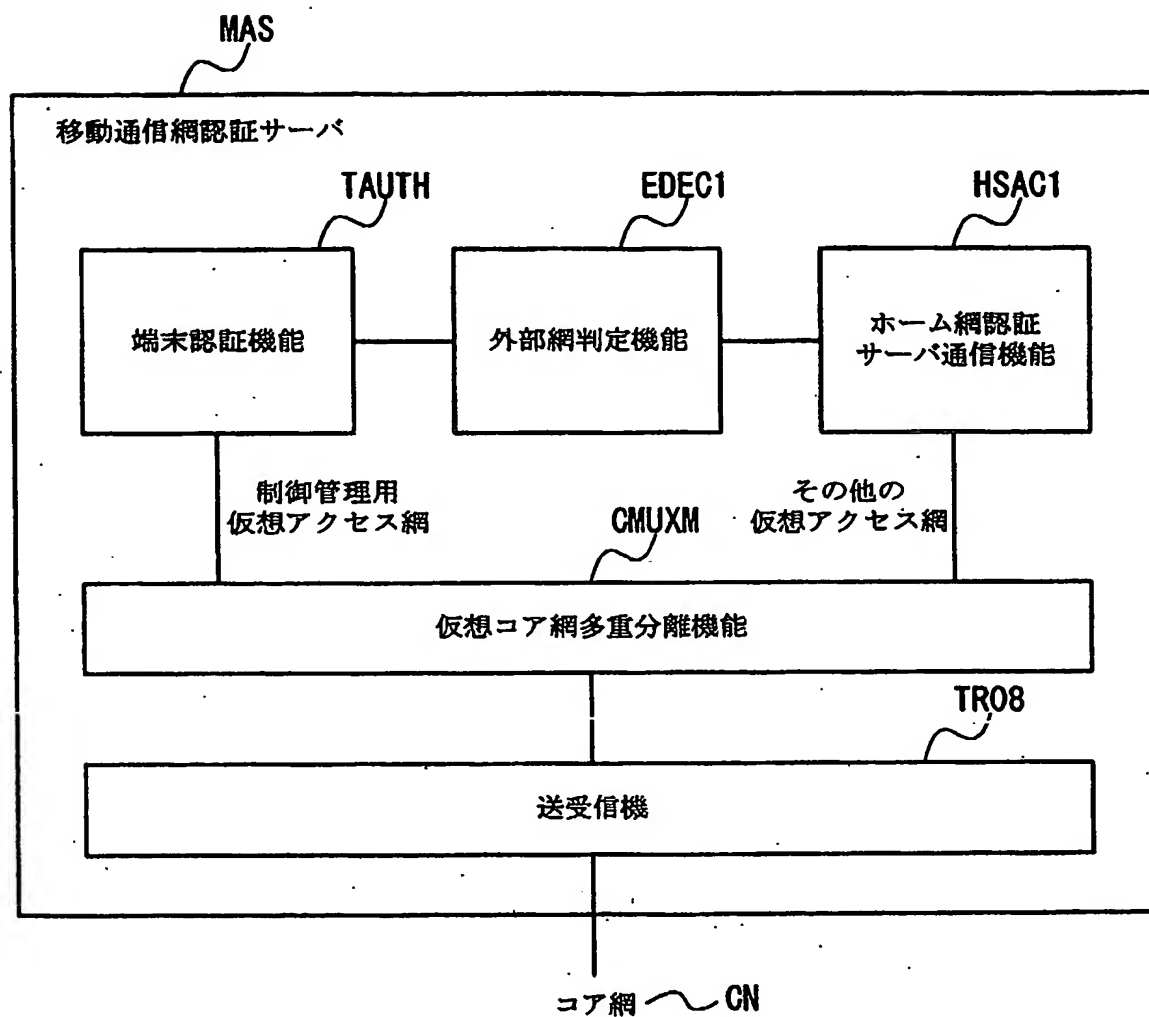 MAS
移動通信網認証サーバ
TAUTH
EDEC1
HSAC1
端末認証機能
外部網判定機能
ホーム網認証
サーバ通信機能
制御管理用
仮想アクセス網
その他の
仮想アクセス網
CMUXM
仮想コア網多重分離機能
TR08
送受信機
コア網
CN